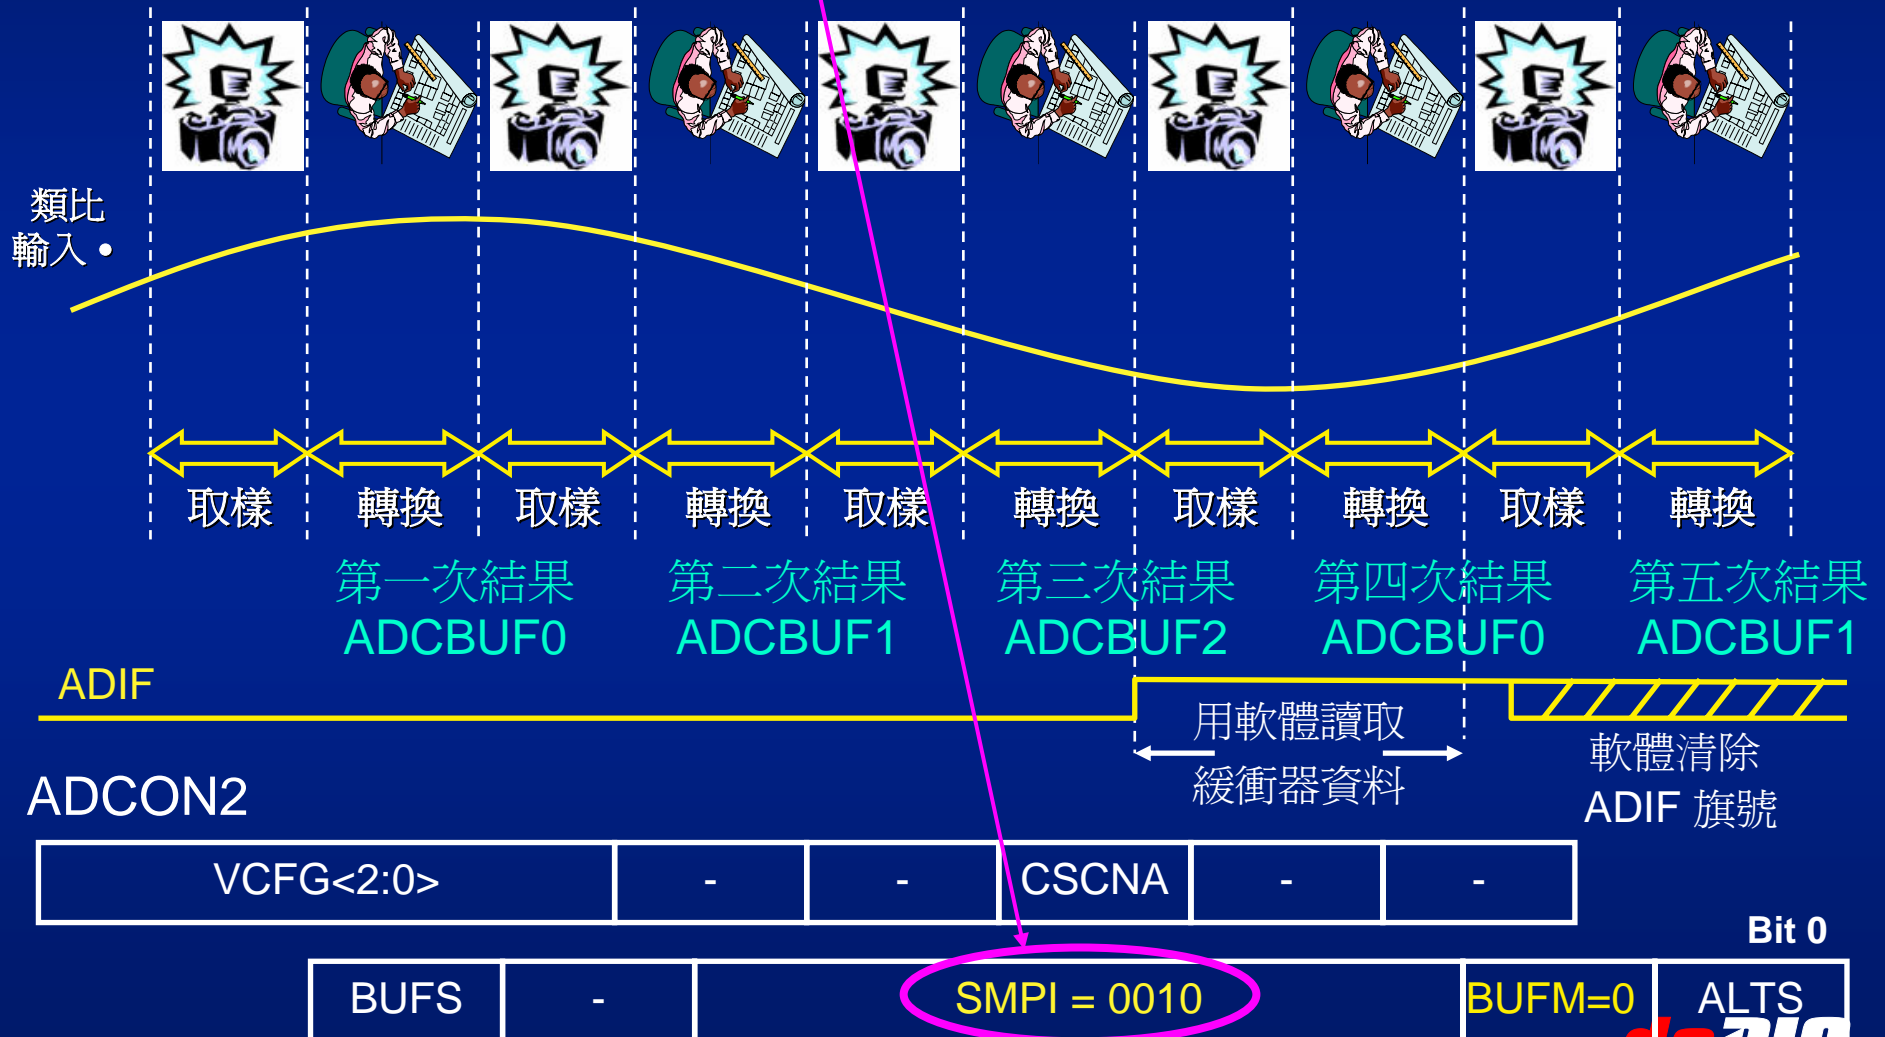 類比
輸入 •
取樣 轉換 取樣 轉換 取樣 轉換 取樣 轉換 取樣 轉換
第一次結果 第二次結果 第三次結果 第四次結果 第五次結果
ADCBUF0 ADCBUF1 ADCBUF2 ADCBUF0 ADCBUF1
ADIF
用軟體讀取
緩衝器資料
軟體清除
ADIF 旗號
ADCON2
VCFG<2:0> - - CSCNA - -
Bit 0
BUFS - SMPI = 0010 BUFM=0 ALTS